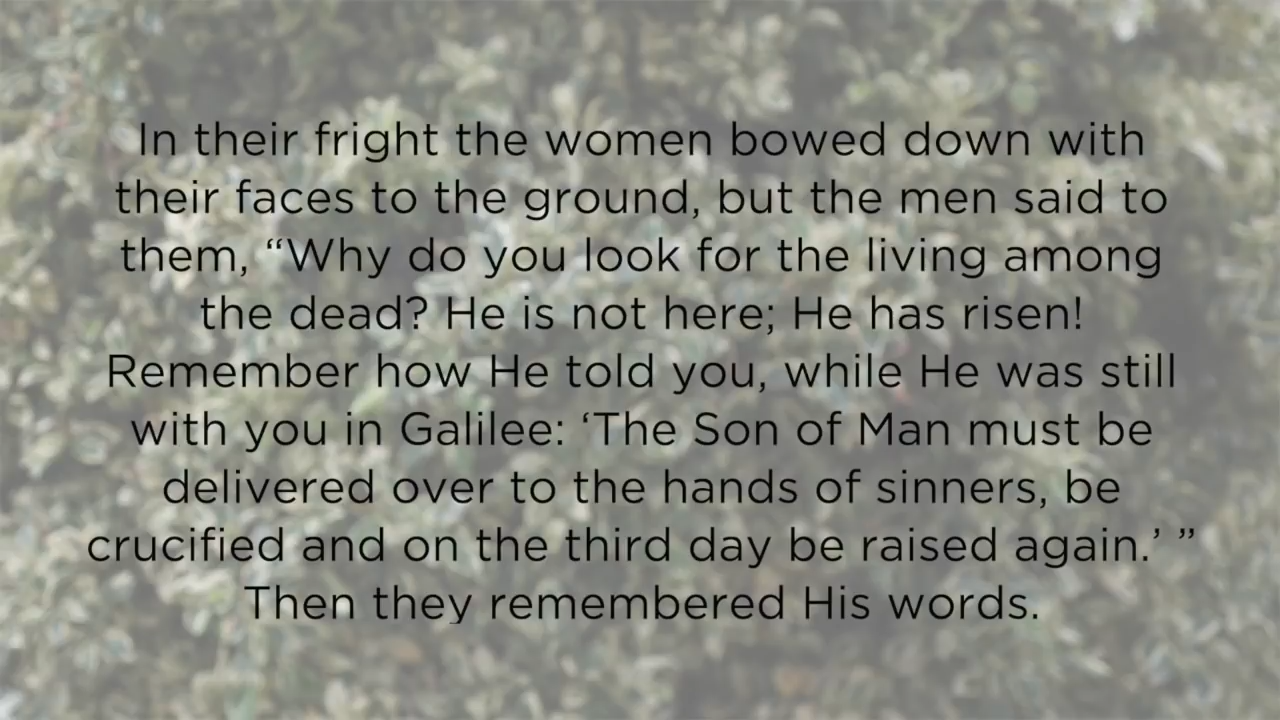 In their fright the women bowed down with
their faces to the ground, but the men said to
them, “Why do you look for the living among
the dead? He is not here; He has risen!
Remember how He told you, while He was still
with you in Galilee: ‘The Son of Man must be
delivered over to the hands of sinners, be
crucified and on the third day be raised again.’ ”
Then they remembered His words.